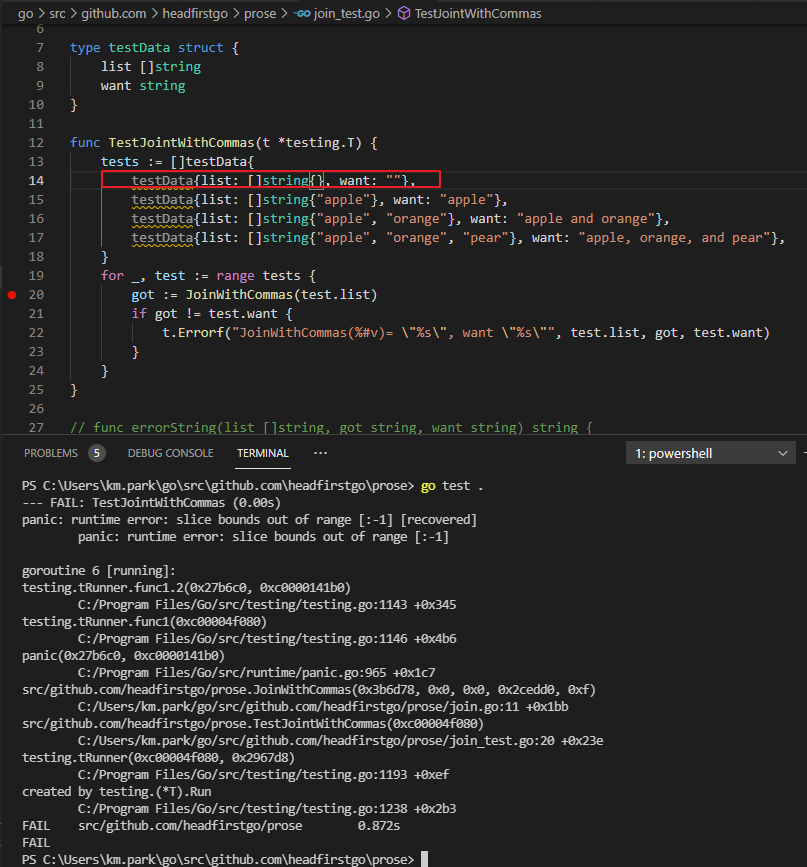 go > src > github.com > headfirstgo > prose > GO join_test.go > TestJointWithCommas
6
7 type testData struct {
8 list []string
9 want string
10 }
11
12 func TestJointWithCommas(t *testing.T) {
13 tests := []testData{
14 testData{list: []string{}, want: ""},
15 testData{list: []string{"apple"}, want: "apple"},
16 testData{list: []string{"apple", "orange"}, want: "apple and orange"},
17 testData{list: []string{"apple", "orange", "pear"}, want: "apple, orange, and pear"},
18 }
19 for _, test := range tests {
20 got := JoinWithCommas(test.list)
21 if got != test.want {
22 t.Errorf("JoinWithCommas(%#v)= \"%s\", want \"%s\"", test.list, got, test.want)
23 }
24 }
25 }
26
27 // func errorString(list []string, got string, want string) string {
PROBLEMS 5 DEBUG CONSOLE TERMINAL ··· 1: powershell
PS C:\Users\km.park\go\src\github.com\headfirstgo\prose> go test .
--- FAIL: TestJointWithCommas (0.00s)
panic: runtime error: slice bounds out of range [:-1] [recovered]
panic: runtime error: slice bounds out of range [:-1]
goroutine 6 [running]:
testing.tRunner.func1.2(0x27b6c0, 0xc0000141b0)
C:/Program Files/Go/src/testing/testing.go:1143 +0x345
testing.tRunner.func1(0xc00004f080)
C:/Program Files/Go/src/testing/testing.go:1146 +0x4b6
panic(0x27b6c0, 0xc0000141b0)
C:/Program Files/Go/src/runtime/panic.go:965 +0x1c7
src/github.com/headfirstgo/prose.JoinWithCommas(0x3b6d78, 0x0, 0x0, 0x2cedd0, 0xf)
C:/Users/km.park/go/src/github.com/headfirstgo/prose/join.go:11 +0x1bb
src/github.com/headfirstgo/prose.TestJointWithCommas(0xc00004f080)
C:/Users/km.park/go/src/github.com/headfirstgo/prose/join_test.go:20 +0x23e
testing.tRunner(0xc00004f080, 0x2967d8)
C:/Program Files/Go/src/testing/testing.go:1193 +0xef
created by testing.(*T).Run
C:/Program Files/Go/src/testing/testing.go:1238 +0x2b3
FAIL src/github.com/headfirstgo/prose 0.872s
FAIL
PS C:\Users\km.park\go\src\github.com\headfirstgo\prose>